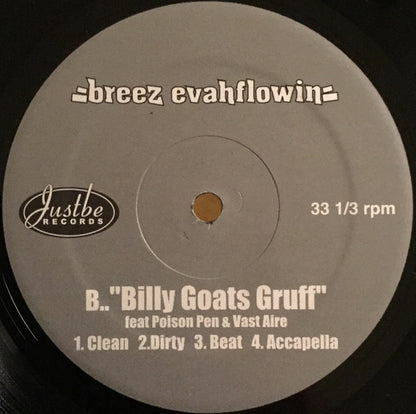 breez evahflowin
Justbe
RECORDS
33 1/3 rpm
B.."Billy Goats Gruff"
feat Poison Pen & Vast Aire
1. Clean 2.Dirty 3. Beat 4. Accapella